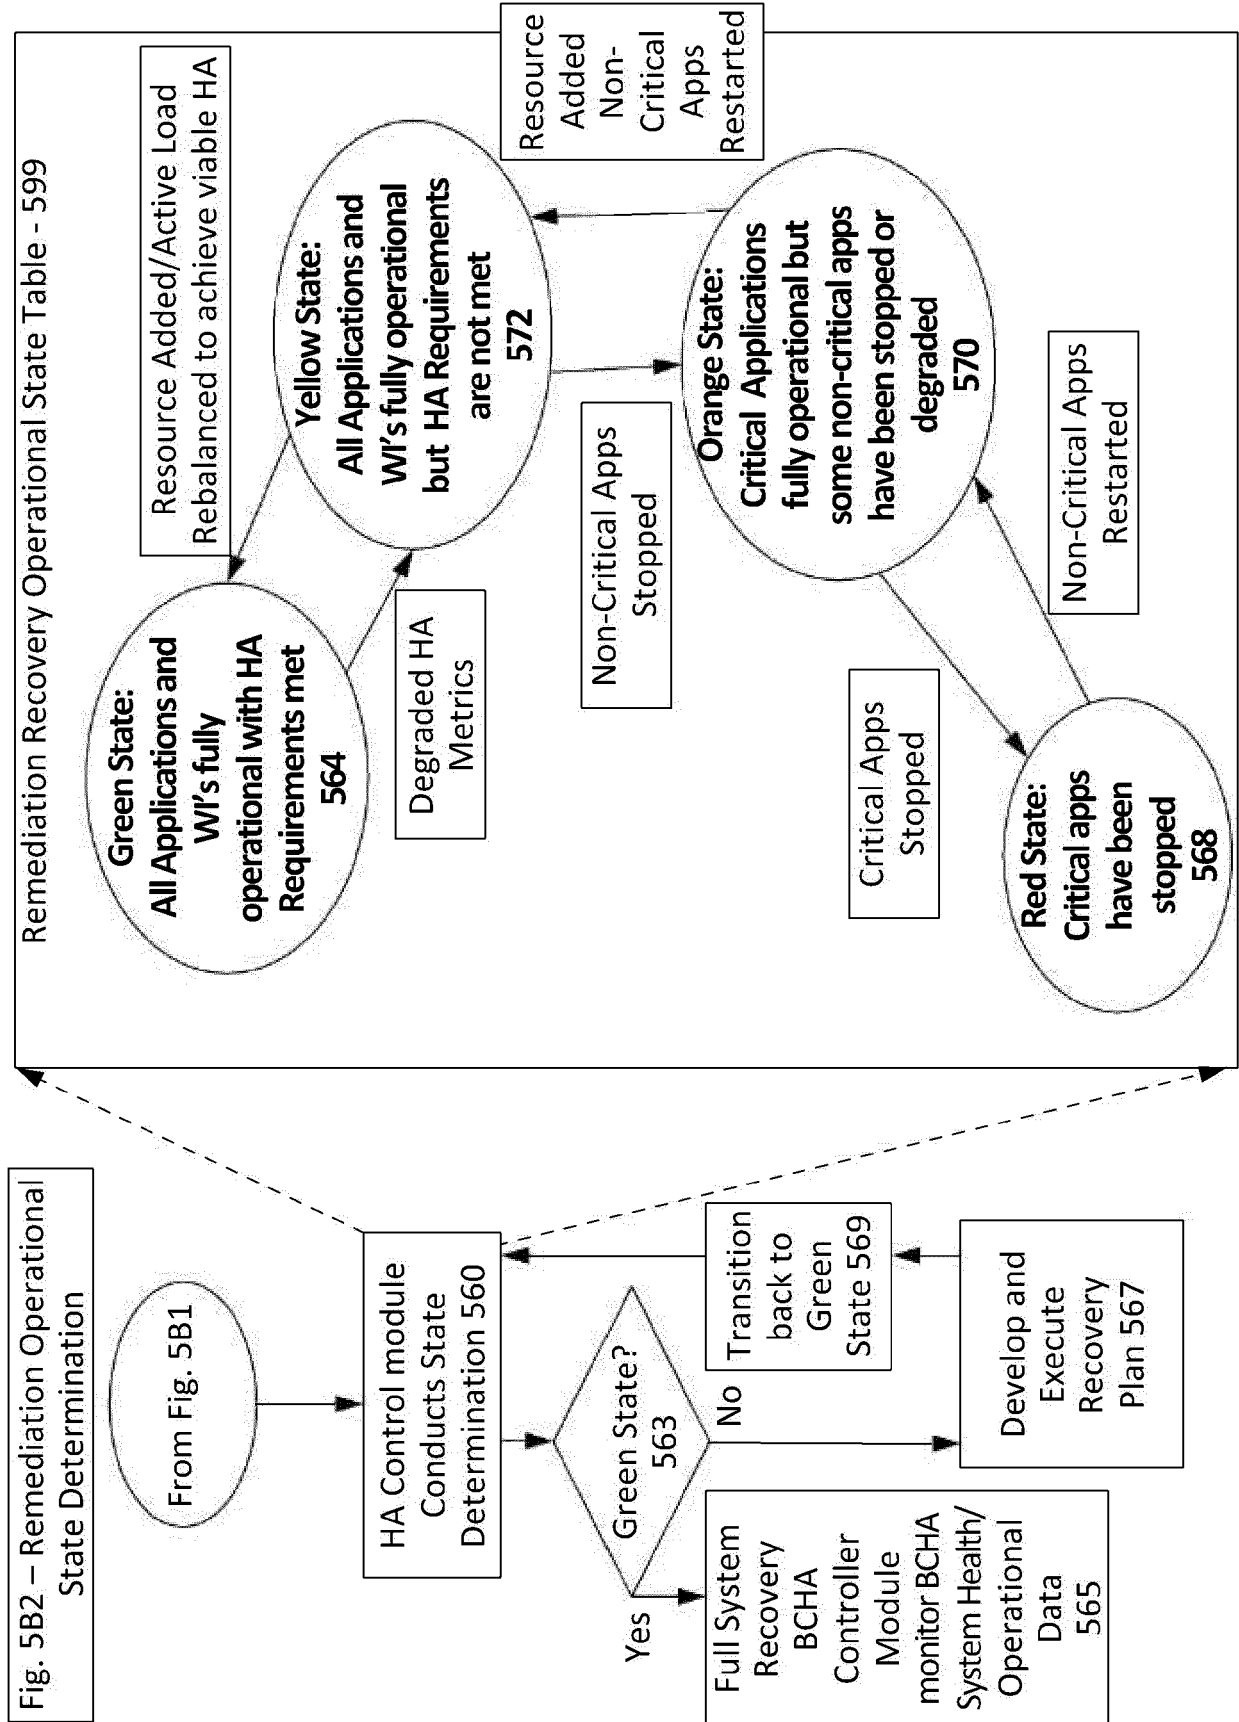 Fig. 5B2 – Remediation Operational
State Determination
From Fig. 5B1
HA Control module
Conducts State
Determination 560
Green State?
563
Yes
No
Full System
Recovery
BCHA
Controller
Module
monitor BCHA
System Health/
Operational
Data
565
Transition
back to
Green
State 569
Develop and
Execute
Recovery
Plan 567
Remediation Recovery Operational State Table - 599
Green State:
All Applications and
WI's fully
operational with HA
Requirements met
564
Resource Added/Active Load
Rebalanced to achieve viable HA
Degraded HA
Metrics
Yellow State:
All Applications and
WI's fully operational
but HA Requirements
are not met
572
Non-Critical Apps
Stopped
Resource
Added
Non-
Critical
Apps
Restarted
Orange State:
Critical Applications
fully operational but
some non-critical apps
have been stopped or
degraded
570
Critical Apps
Stopped
Non-Critical Apps
Restarted
Red State:
Critical apps
have been
stopped
568